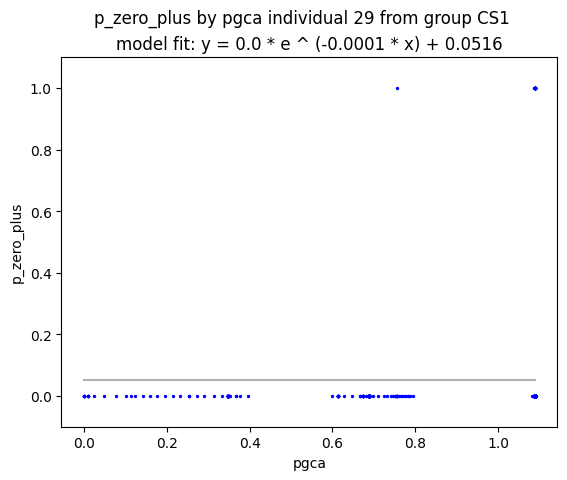 p_zero_plus by pgca individual 29 from group CS1
model fit: y = 0.0 * e ^ (-0.0001 * x) + 0.0516
1.0
0.8
0.6
0.4
0.2
0.0
p_zero_plus
0.0 0.2 0.4 0.6 0.8 1.0
pgca